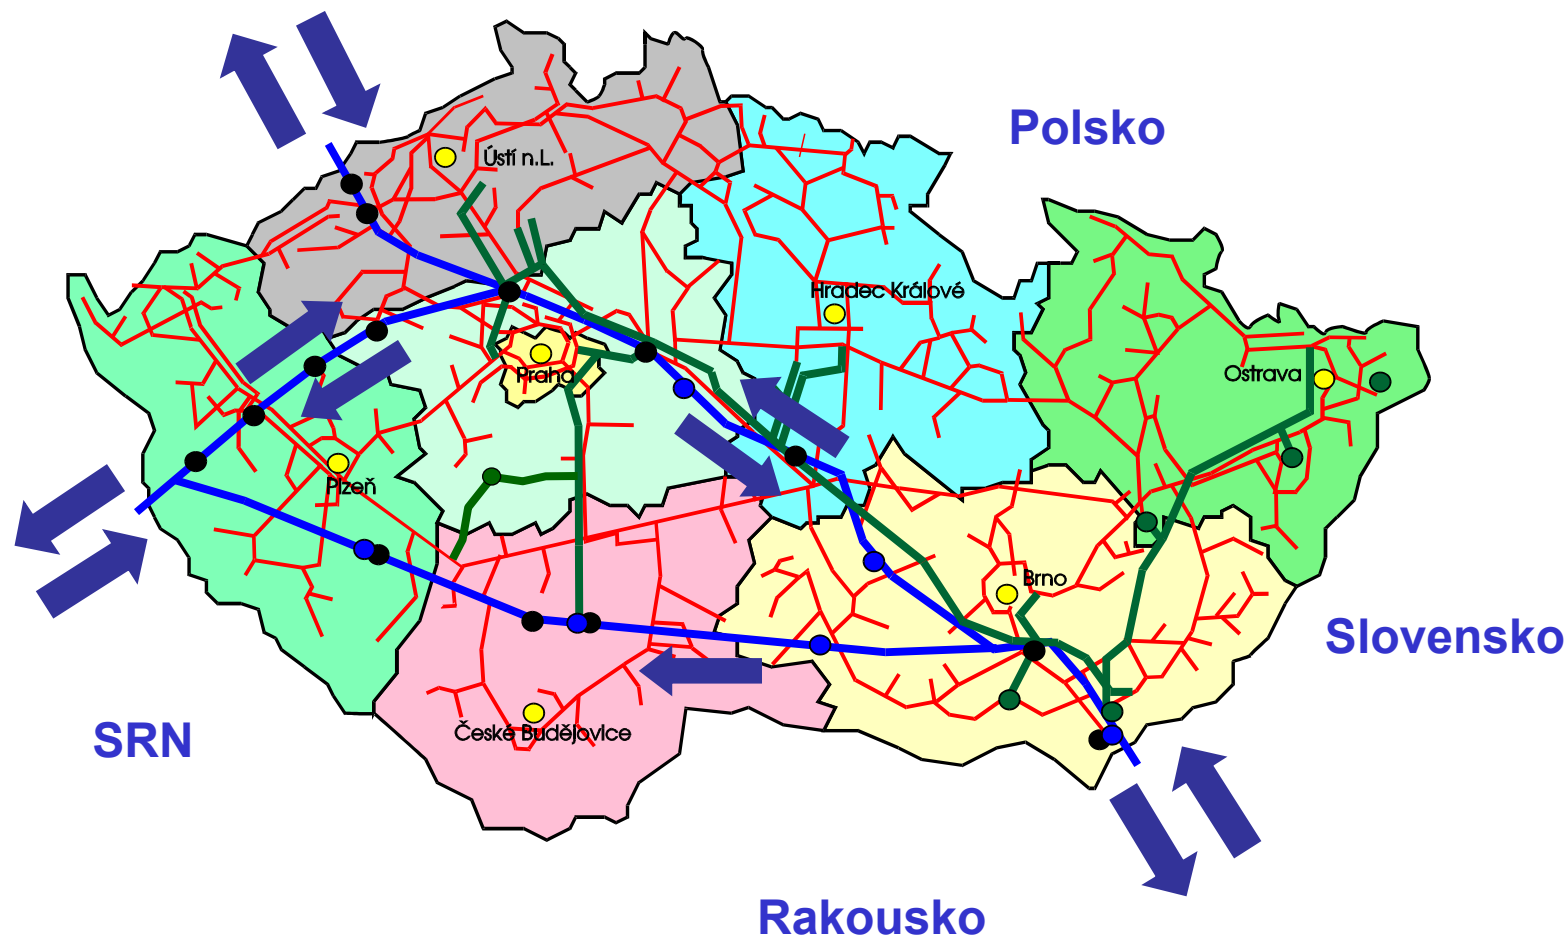 Polsko
Ústí n.L.
Hradec Králové
Praha
Ostrava
Plzeň
Brno
Slovensko
SRN
České Budějovice
Rakousko